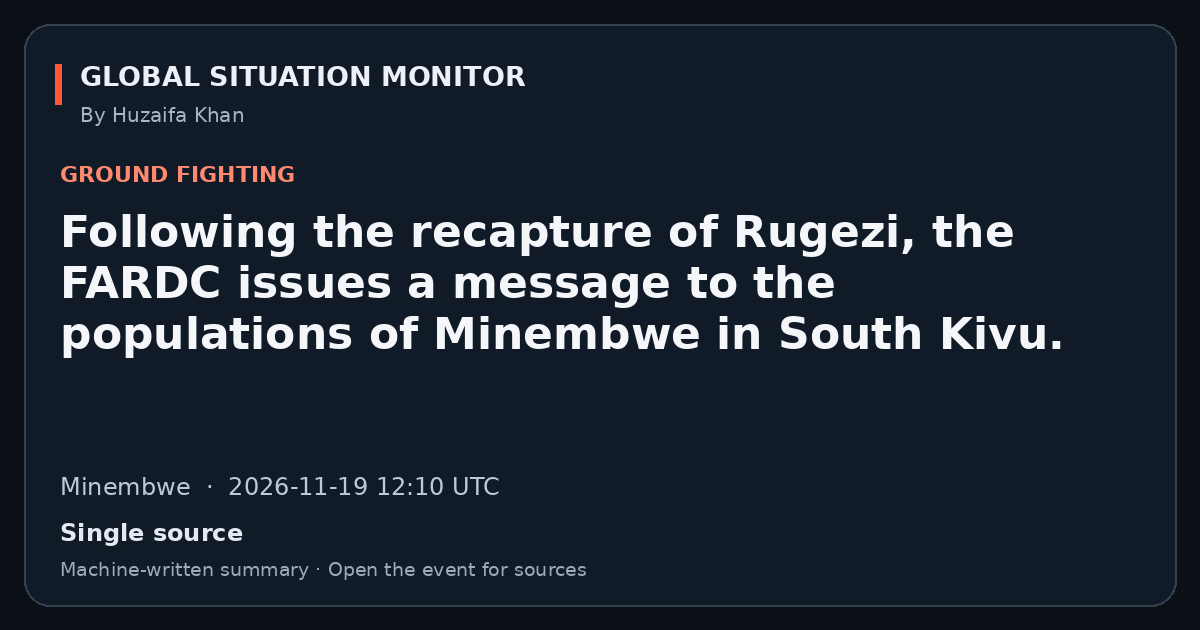 GLOBAL SITUATION MONITOR
By Huzaifa Khan
GROUND FIGHTING
Following the recapture of Rugezi, the
FARDC issues a message to the
populations of Minembwe in South Kivu.
Minembwe · 2026-11-19 12:10 UTC
Single source
Machine-written summary · Open the event for sources